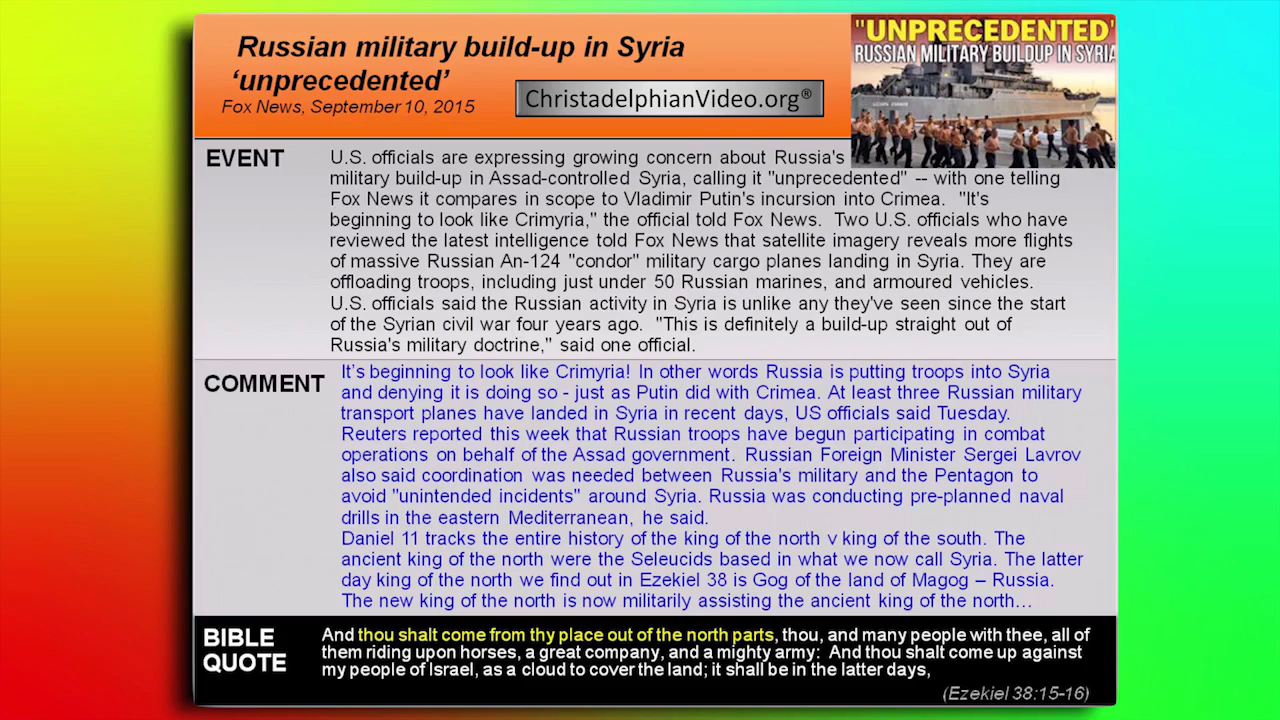 Russian military build-up in Syria
‘unprecedented’
Fox News, September 10, 2015
ChristadelphianVideo.org®
"UNPRECEDENTED"
RUSSIAN MILITARY BUILDUP IN SYRIA
EVENT
U.S. officials are expressing growing concern about Russia's
military build-up in Assad-controlled Syria, calling it "unprecedented" -- with one telling
Fox News it compares in scope to Vladimir Putin's incursion into Crimea. "It's
beginning to look like Crimyria," the official told Fox News. Two U.S. officials who have
reviewed the latest intelligence told Fox News that satellite imagery reveals more flights
of massive Russian An-124 "condor" military cargo planes landing in Syria. They are
offloading troops, including just under 50 Russian marines, and armoured vehicles.
U.S. officials said the Russian activity in Syria is unlike any they've seen since the start
of the Syrian civil war four years ago. "This is definitely a build-up straight out of
Russia's military doctrine," said one official.
COMMENT
It’s beginning to look like Crimyria! In other words Russia is putting troops into Syria
and denying it is doing so - just as Putin did with Crimea. At least three Russian military
transport planes have landed in Syria in recent days, US officials said Tuesday.
Reuters reported this week that Russian troops have begun participating in combat
operations on behalf of the Assad government. Russian Foreign Minister Sergei Lavrov
also said coordination was needed between Russia's military and the Pentagon to
avoid "unintended incidents" around Syria. Russia was conducting pre-planned naval
drills in the eastern Mediterranean, he said.
Daniel 11 tracks the entire history of the king of the north v king of the south. The
ancient king of the north were the Seleucids based in what we now call Syria. The latter
day king of the north we find out in Ezekiel 38 is Gog of the land of Magog – Russia.
The new king of the north is now militarily assisting the ancient king of the north…
BIBLE
QUOTE
And thou shalt come from thy place out of the north parts, thou, and many people with thee, all of
them riding upon horses, a great company, and a mighty army: And thou shalt come up against
my people of Israel, as a cloud to cover the land; it shall be in the latter days,
(Ezekiel 38:15-16)